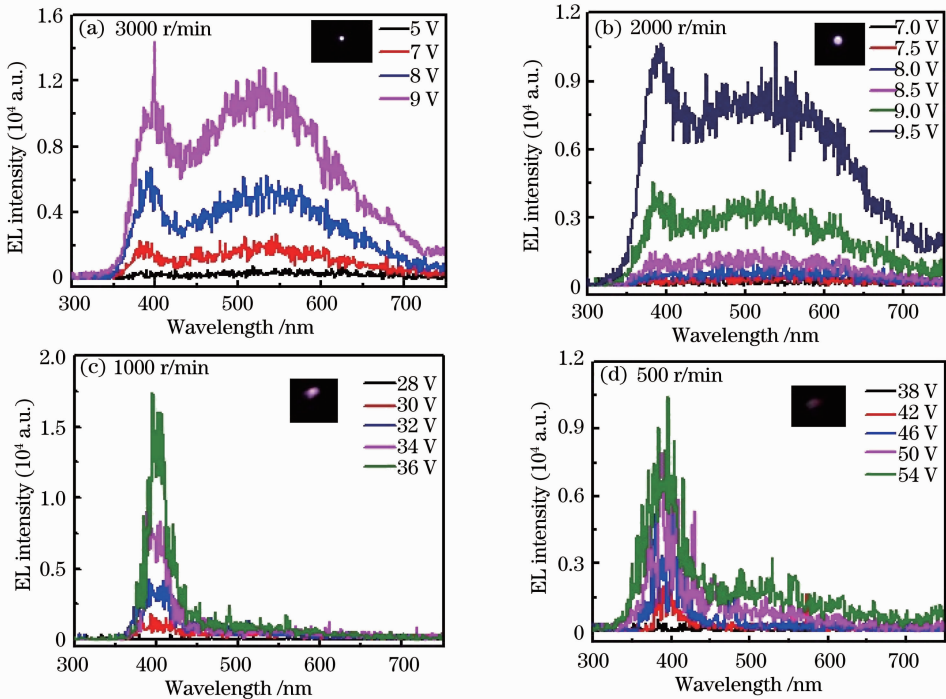 (a) 3000 r/min
5 V
7 V
8 V
9 V
EL intensity (10⁴ a.u.)
1.6
1.2
0.8
0.4
0
300 400 500 600 700
Wavelength /nm
(b) 2000 r/min
7.0 V
7.5 V
8.0 V
8.5 V
9.0 V
9.5 V
EL intensity (10⁴ a.u.)
1.2
0.9
0.6
0.3
0
300 400 500 600 700
Wavelength /nm
(c) 1000 r/min
28 V
30 V
32 V
34 V
36 V
EL intensity (10⁴ a.u.)
2.0
1.5
1.0
0.5
0
300 400 500 600 700
Wavelength /nm
(d) 500 r/min
38 V
42 V
46 V
50 V
54 V
EL intensity (10⁴ a.u.)
1.2
0.9
0.6
0.3
0
300 400 500 600 700
Wavelength /nm